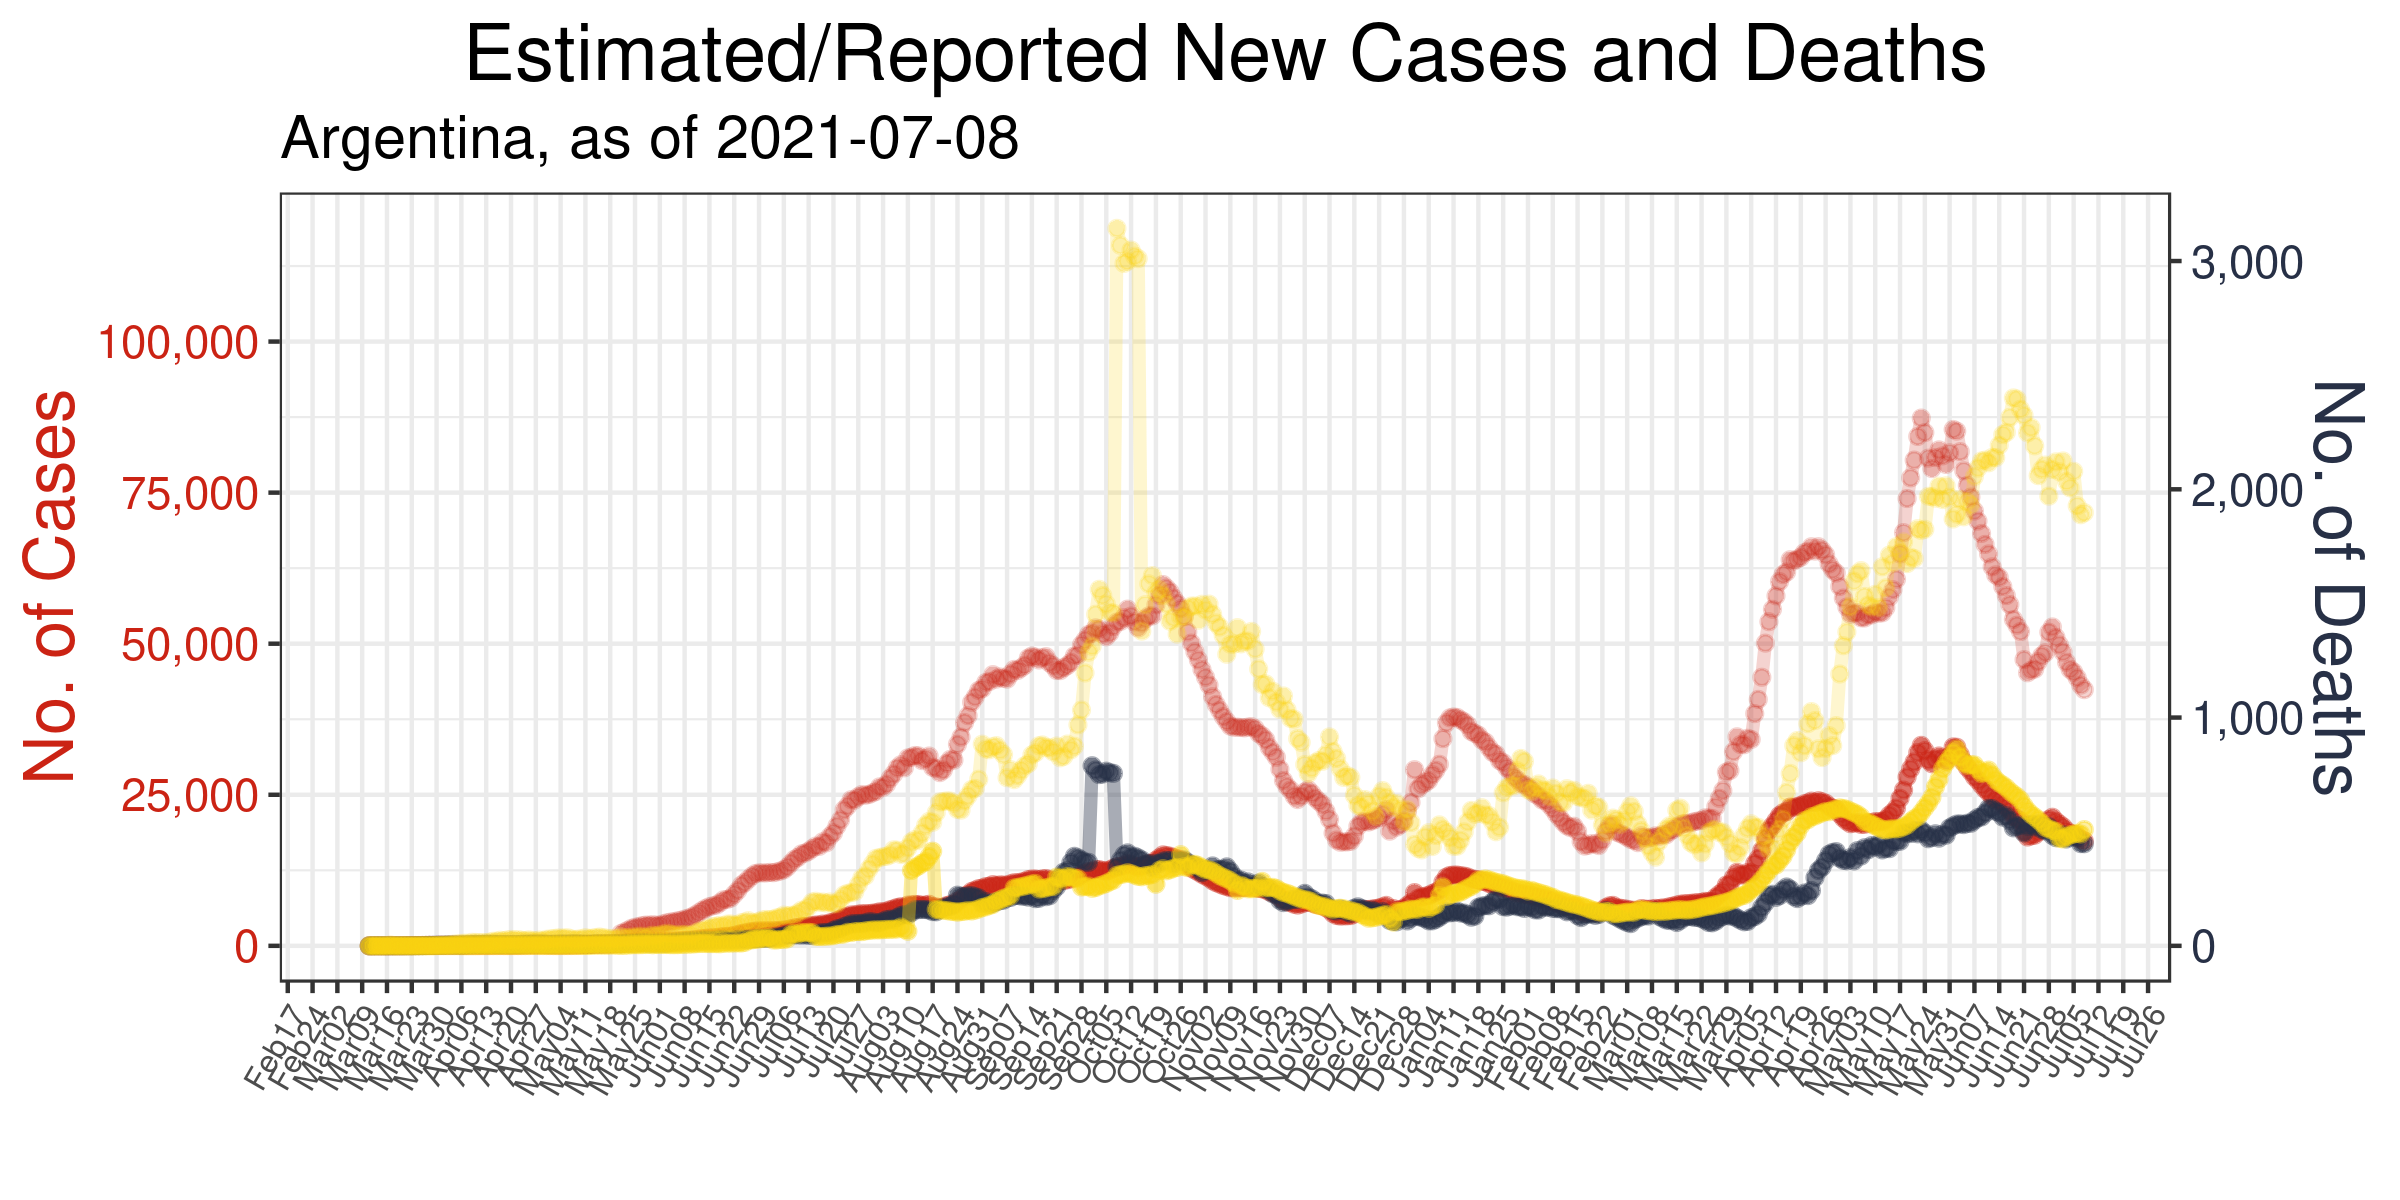 Estimated/Reported New Cases and Deaths
Argentina, as of 2021-07-08
No. of Cases
100,000
75,000
50,000
25,000
0
3,000
2,000
1,000
0
No. of Deaths
Feb17
Feb24
Mar02
Mar09
Mar16
Mar23
Mar30
Apr06
Apr13
Apr20
Apr27
May04
May11
May18
May25
Jun01
Jun08
Jun15
Jun22
Jun29
Jul06
Jul13
Jul20
Jul27
Aug03
Aug10
Aug17
Aug24
Aug31
Sep07
Sep14
Sep21
Sep28
Oct05
Oct12
Oct19
Oct26
Nov02
Nov09
Nov16
Nov23
Nov30
Dec07
Dec14
Dec21
Dec28
Jan04
Jan11
Jan18
Jan25
Feb01
Feb08
Feb15
Feb22
Mar01
Mar08
Mar15
Mar22
Mar29
Apr05
Apr12
Apr19
Apr26
May03
May10
May17
May24
May31
Jun07
Jun14
Jun21
Jun28
Jul05
Jul12
Jul19
Jul26